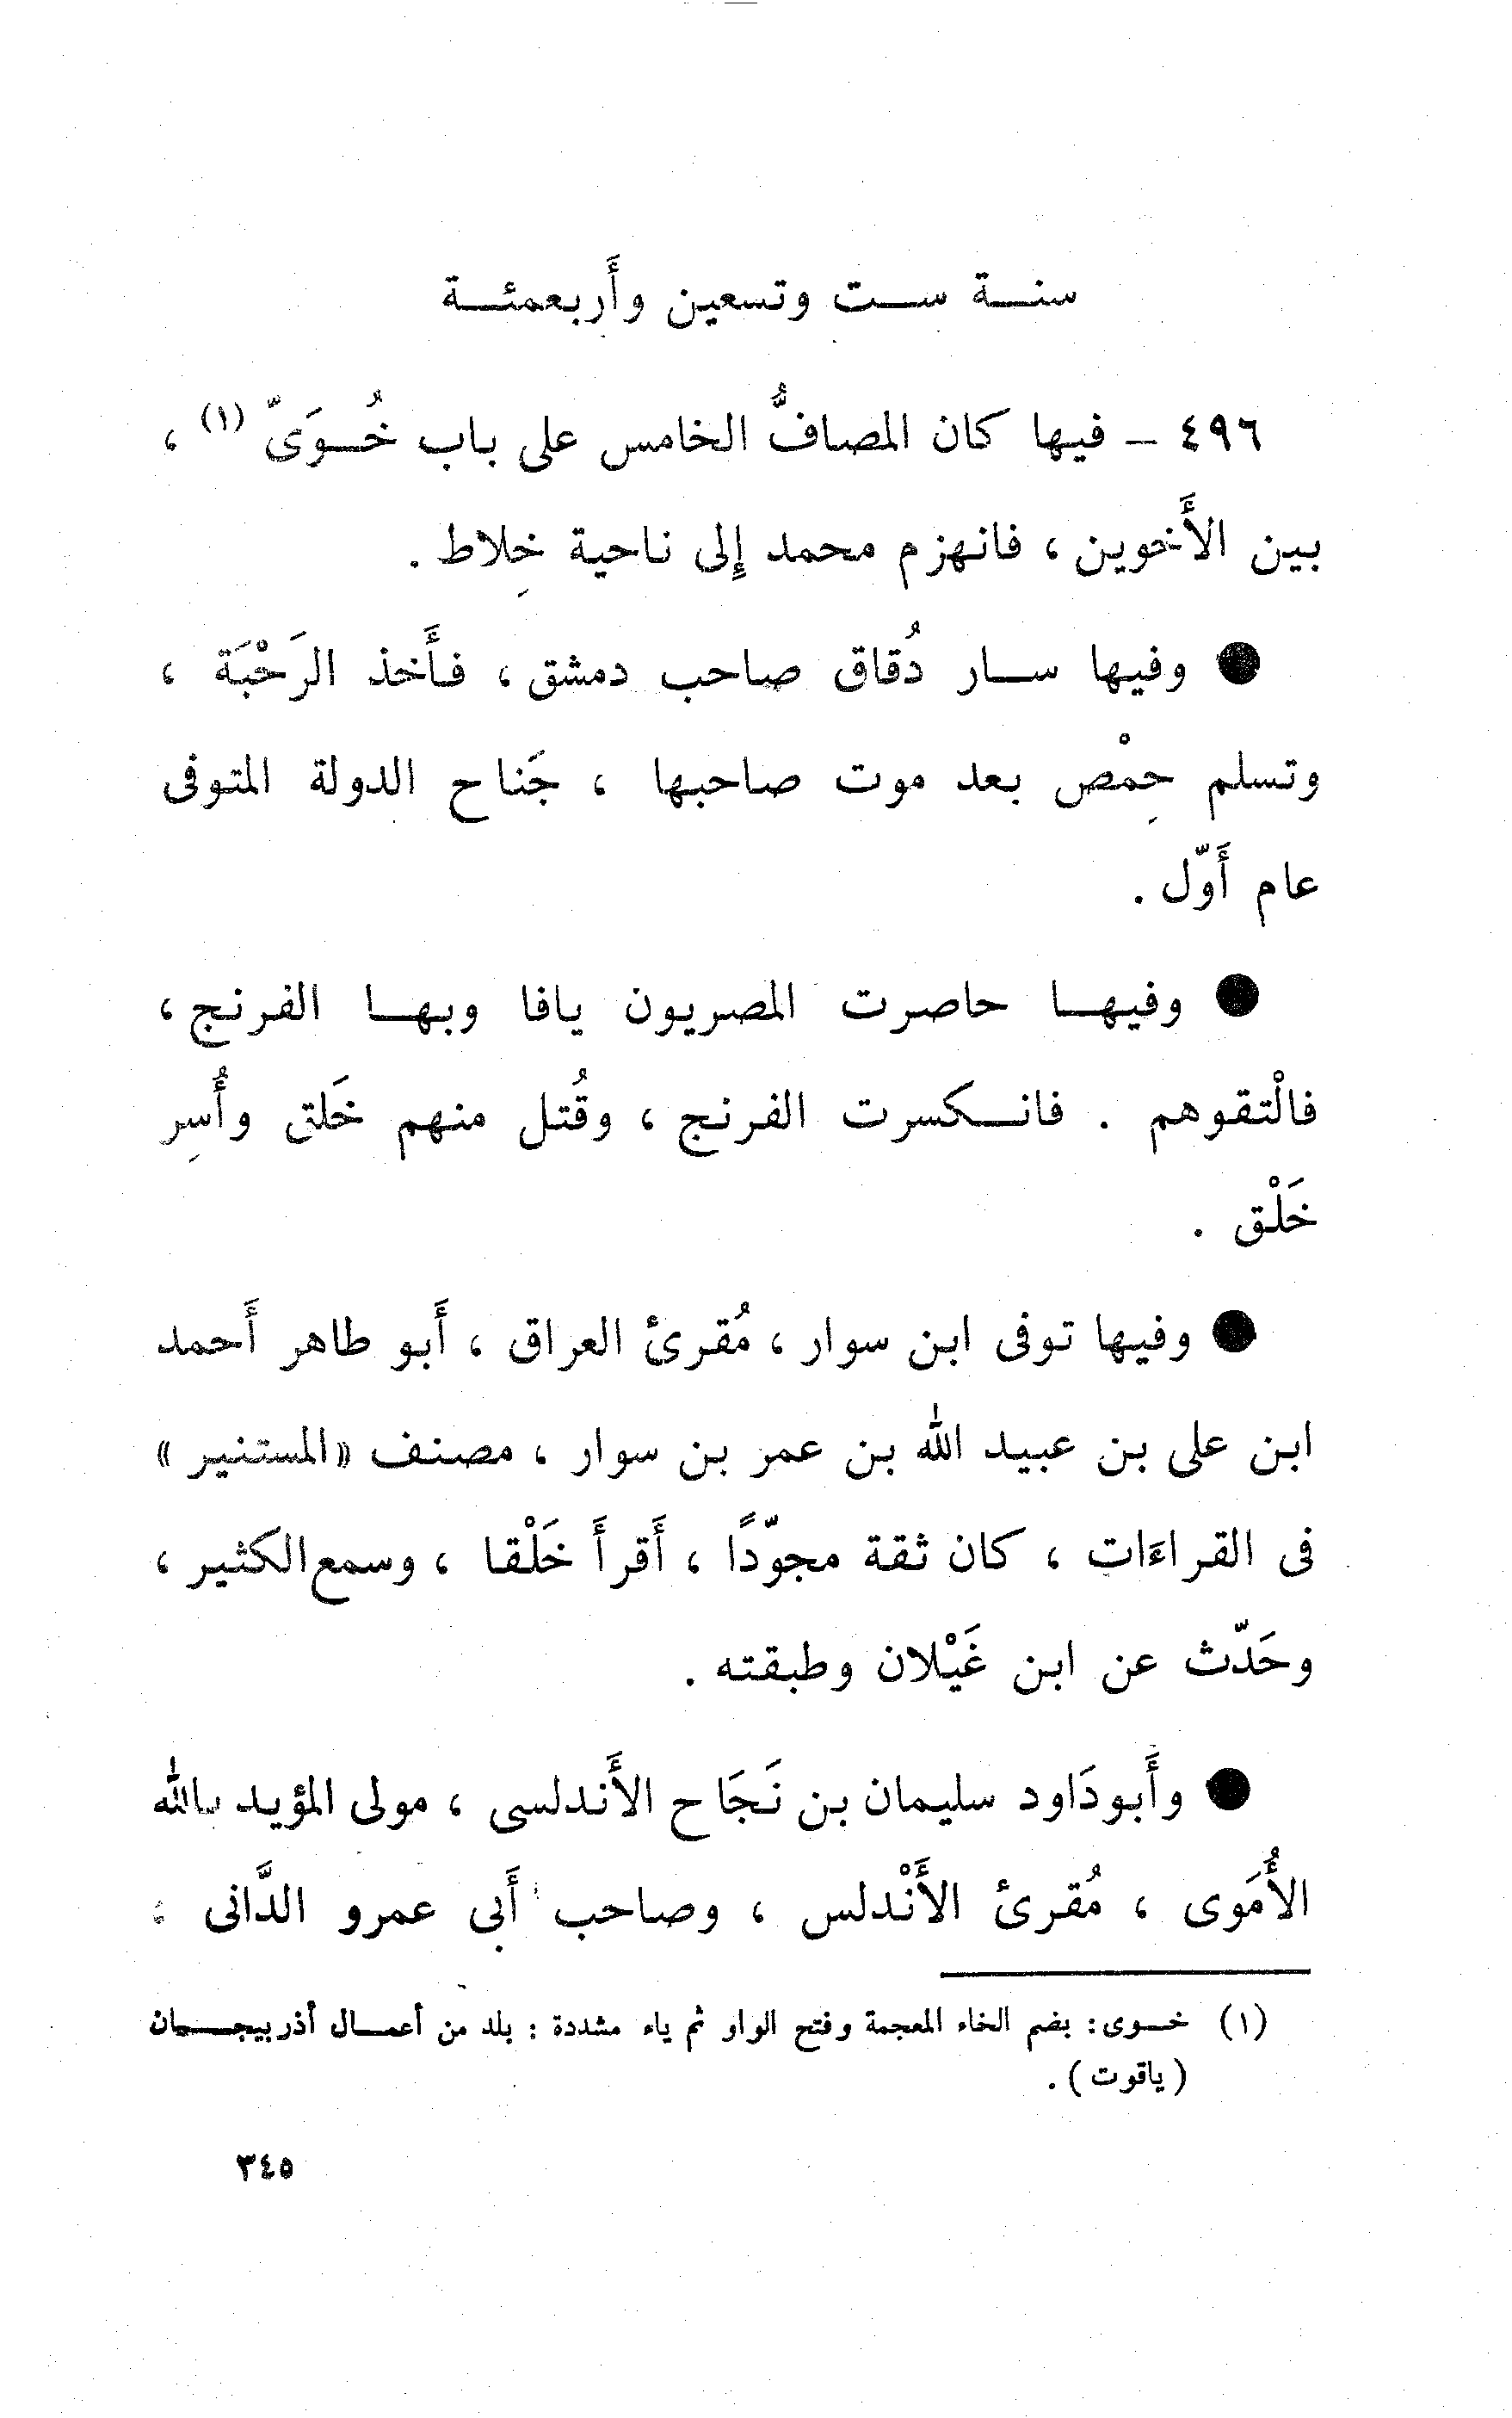 سنة ست وتسعين وأَربعمئة
٤٩٦ – فيها كان المصافُّ الخامس على باب خُوَىّ (١) ،
بين الأَخوين ، فانهزم محمد إِلى ناحية خِلاط .
● وفيها سار دُقاق صاحب دمشق ، فأَخذ الرَحْبَة ،
وتسلم حِمْص بعد موت صاحبها ، جَناح الدولة المتوفى
عام أَوّل .
● وفيها حاصرت المصريون يافا وبها الفرنج ،
فالْتقوهم . فانكسرت الفرنج ، وقُتل منهم خَلق وأُسِر
خَلْق .
● وفيها توفى ابن سوار ، مُقرئ العراق ، أَبو طاهر أَحمد
ابن على بن عبيد الله بن عمر بن سوار ، مصنف «المستنير »
فى القراءَات ، كان ثقة مجوّدًا ، أَقرأَ خَلْقا ، وسمع الكثير ،
وحَدّث عن ابن غَيْلان وطبقته .
● وأَبو دَاود سليمان بن نَجَاح الأَندلسى ، مولى المؤيد بالله
الأُمَوى ، مُقرئ الأَنْدلس ، وصاحب أَبى عمرو الدَّانى ؛
(١) خوى : بضم الخاء المعجمة وفتح الواو ثم ياء مشددة : بلد من أعمال أذربيجان
( ياقوت ) .
٣٤٥